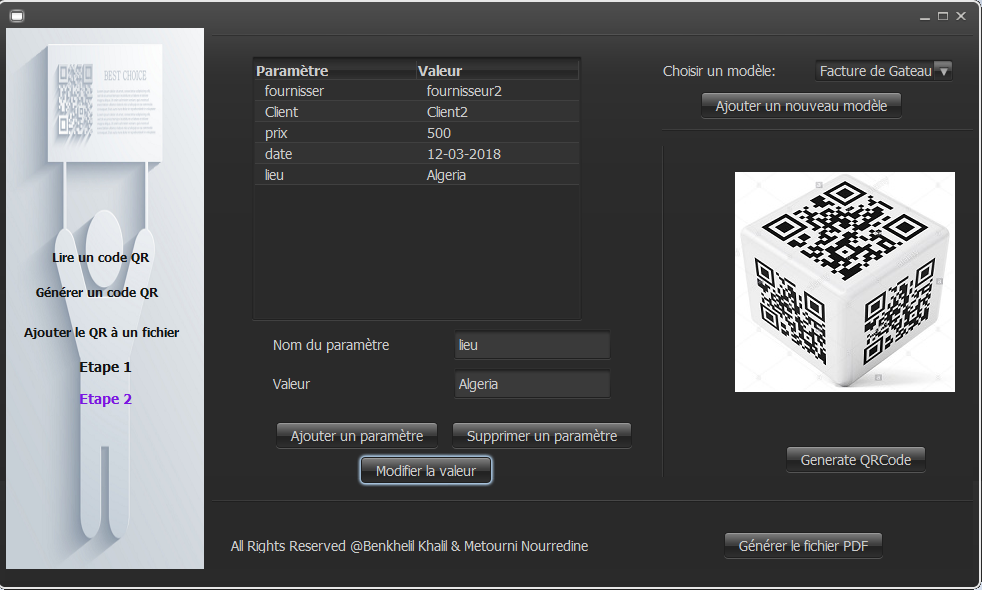 BEST CHOICE
Lire un code QR
Générer un code QR
Ajouter le QR à un fichier
Etape 1
Etape 2
Paramètre Valeur
fournisser fournisseur2
Client Client2
prix 500
date 12-03-2018
lieu Algeria
Nom du paramètre lieu
Valeur Algeria
Ajouter un paramètre Supprimer un paramètre
Modifier la valeur
Choisir un modèle: Facture de Gateau
Ajouter un nouveau modèle
Generate QRCode
All Rights Reserved @Benkhelil Khalil & Metourni Nourredine
Générer le fichier PDF